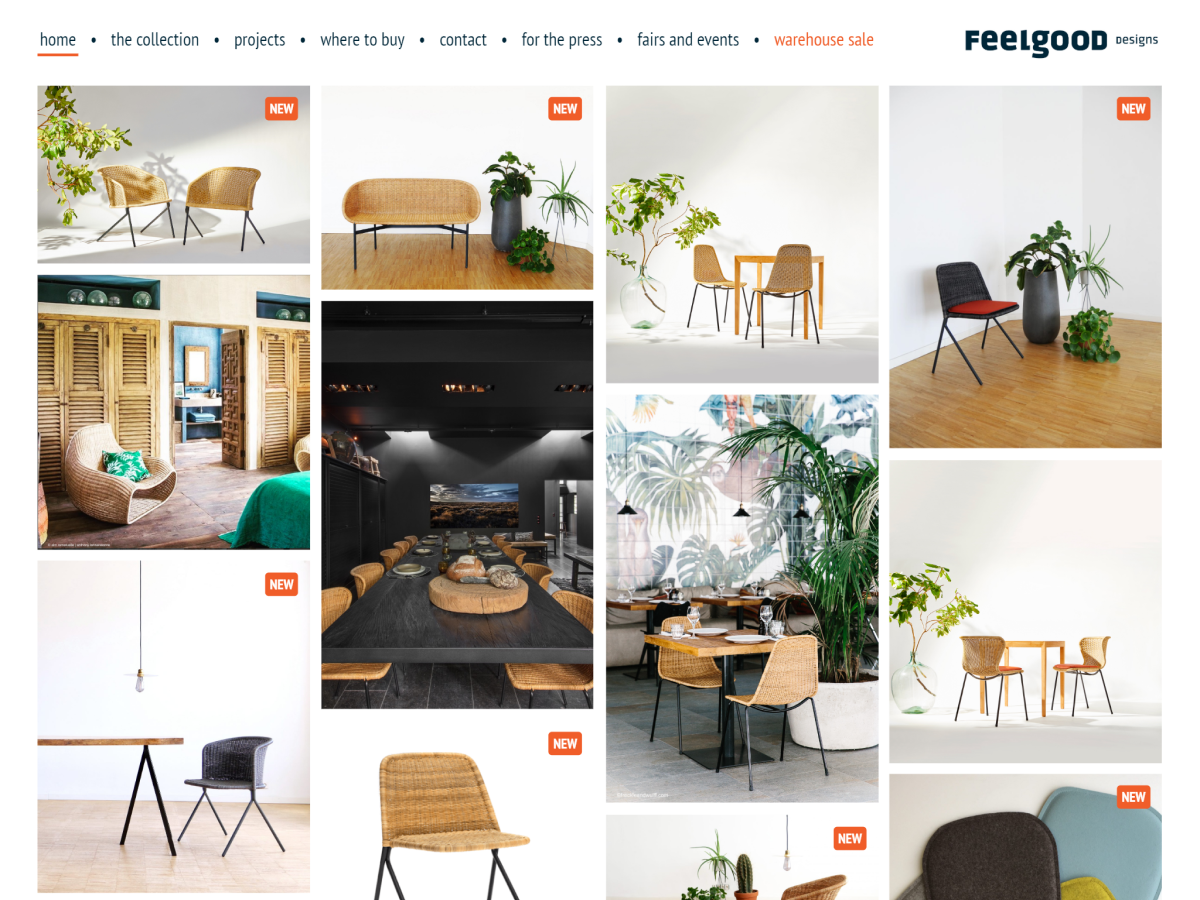 home • the collection • projects • where to buy • contact • for the press • fairs and events • warehouse sale
Feelgood Designs
NEW
NEW
NEW
NEW
NEW
NEW
NEW